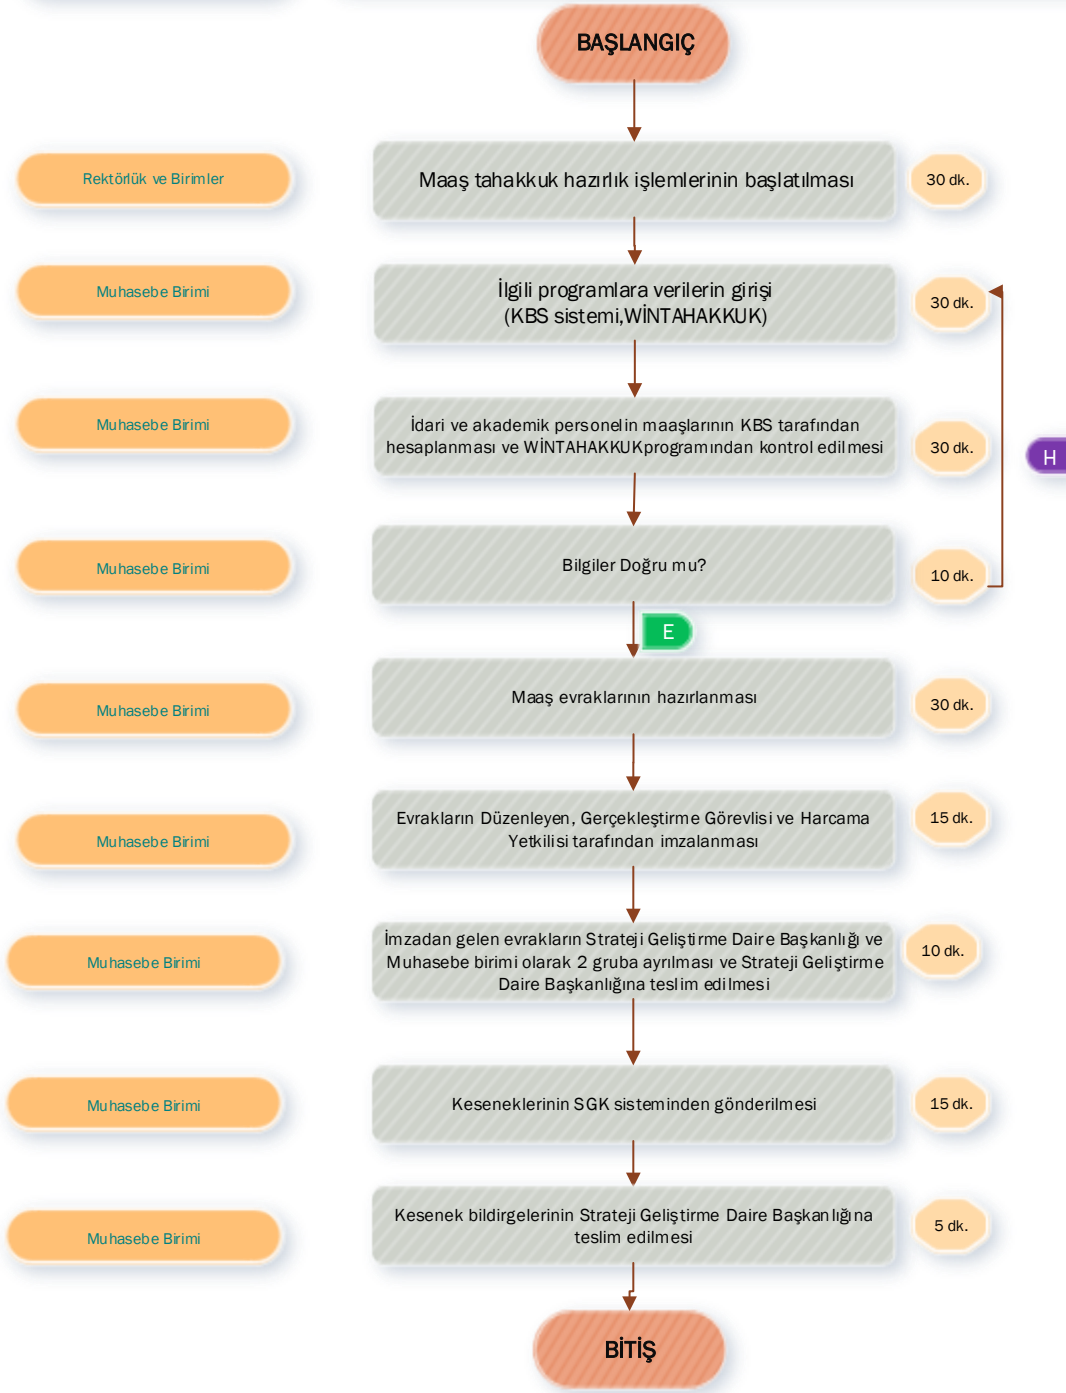 BAŞLANGIÇ
Rektörlük ve Birimler
Maaş tahakkuk hazırlık işlemlerinin başlatılması
30 dk.
Muhasebe Birimi
İlgili programlara verilerin girişi
(KBS sistemi,WİNTAHAKKUK)
30 dk.
Muhasebe Birimi
İdari ve akademik personelin maaşlarının KBS tarafından
hesaplanması ve WİNTAHAKKUKprogramından kontrol edilmesi
30 dk.
H
Muhasebe Birimi
Bilgiler Doğru mu?
10 dk.
E
Muhasebe Birimi
Maaş evraklarının hazırlanması
30 dk.
Muhasebe Birimi
Evrakların Düzenleyen, Gerçekleştirme Görevlisi ve Harcama
Yetkilisi tarafından imzalanması
15 dk.
Muhasebe Birimi
İmzadan gelen evrakların Strateji Geliştirme Daire Başkanlığı ve
Muhasebe birimi olarak 2 gruba ayrılması ve Strateji Geliştirme
Daire Başkanlığına teslim edilmesi
10 dk.
Muhasebe Birimi
Keseneklerinin SGK sisteminden gönderilmesi
15 dk.
Muhasebe Birimi
Kesenek bildirgelerinin Strateji Geliştirme Daire Başkanlığına
teslim edilmesi
5 dk.
BİTİŞ